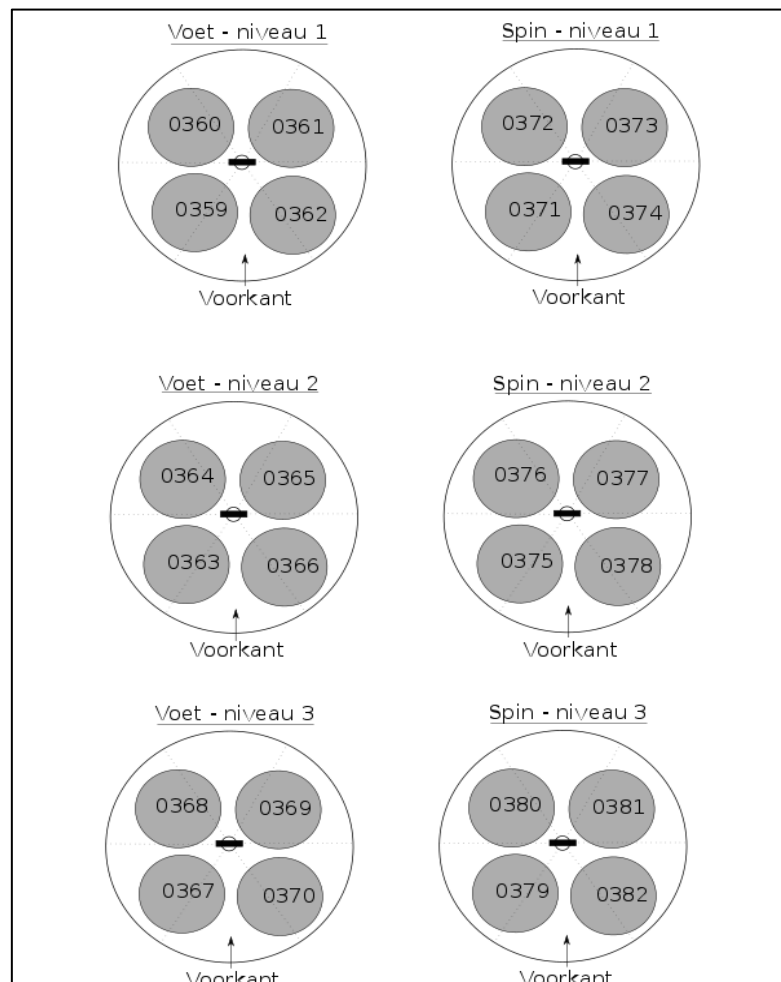 Voet - niveau 1
Spin - niveau 1
0360 0361
0372 0373
0359 0362
0371 0374
Voorkant
Voorkant
Voet - niveau 2
Spin - niveau 2
0364 0365
0376 0377
0363 0366
0375 0378
Voorkant
Voorkant
Voet - niveau 3
Spin - niveau 3
0368 0369
0380 0381
0367 0370
0379 0382
Voorkant
Voorkant